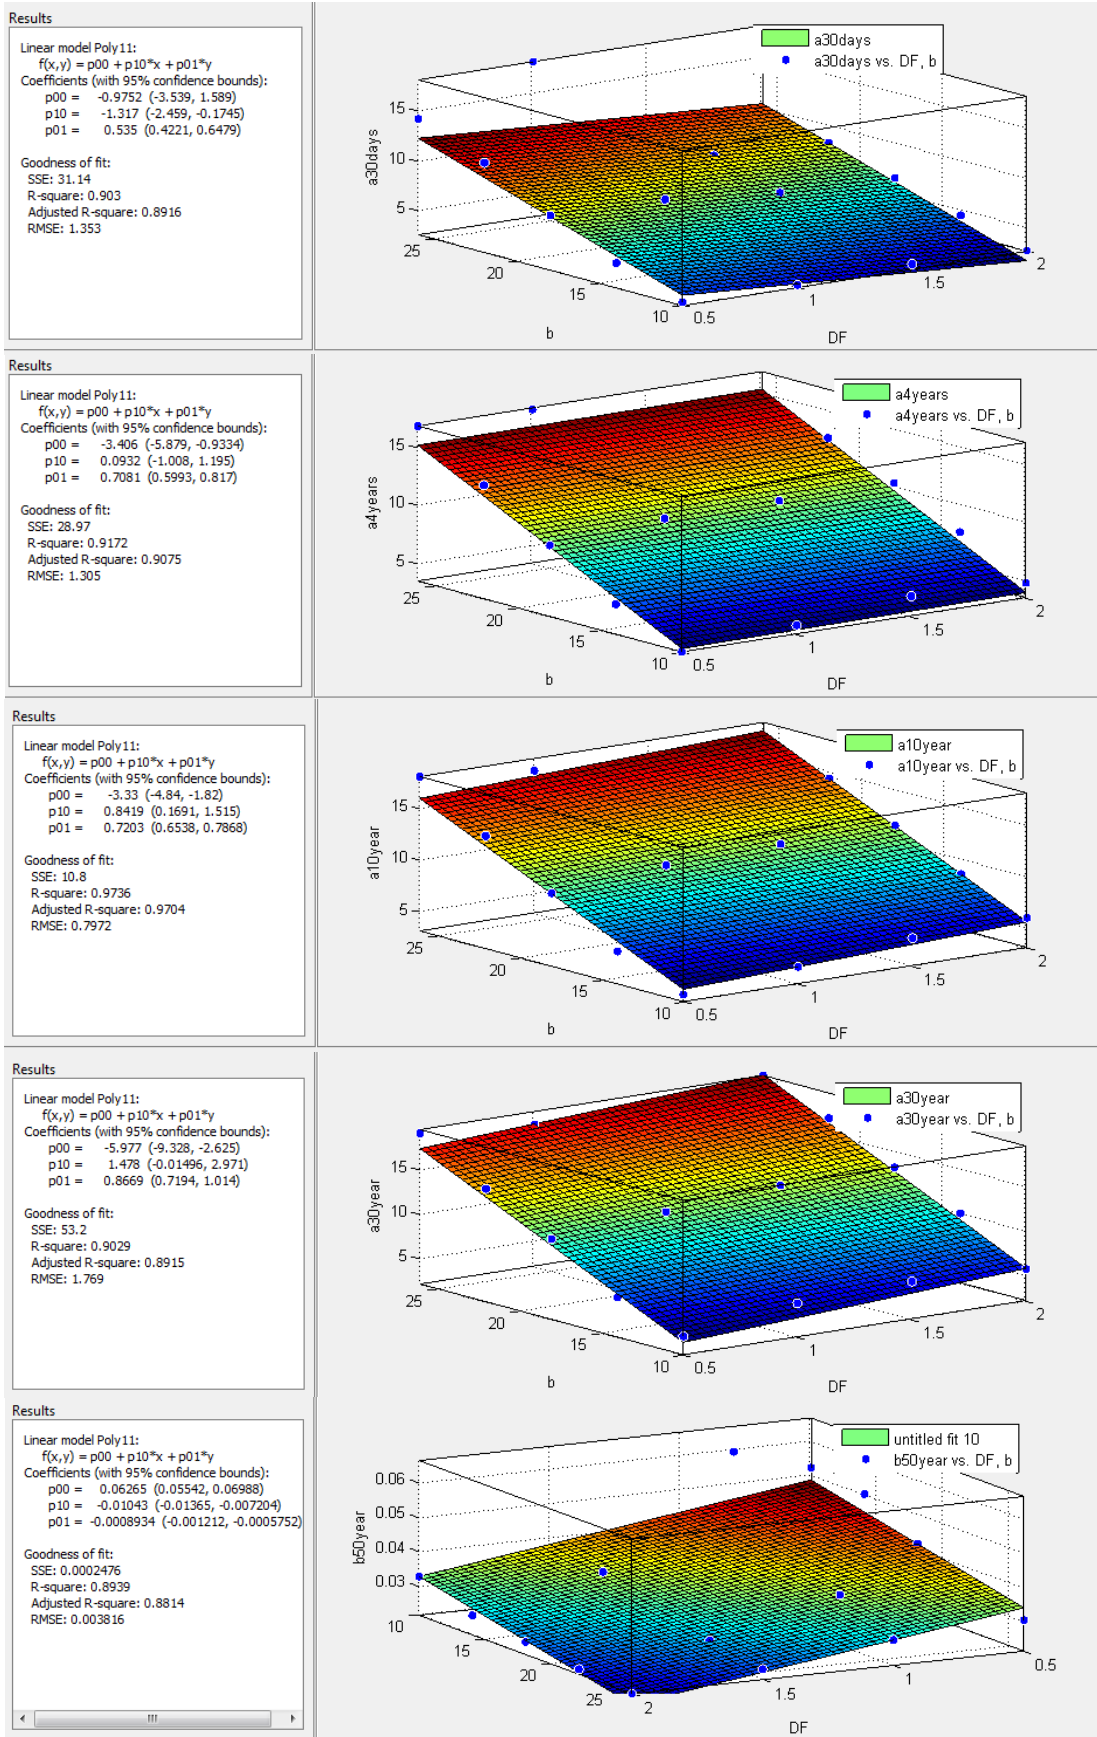 Results
Linear model Poly11:
f(x,y) = p00 + p10*x + p01*y
Coefficients (with 95% confidence bounds):
p00 = -0.9752 (-3.539, 1.589)
p10 = -1.317 (-2.459, -0.1745)
p01 = 0.535 (0.4221, 0.6479)
Goodness of fit:
SSE: 31.14
R-square: 0.903
Adjusted R-square: 0.8916
RMSE: 1.353
a30days
a30days vs. DF, b
a30days
15
10
5
25
20
15
10
b
0.5
1
1.5
2
DF
Results
Linear model Poly11:
f(x,y) = p00 + p10*x + p01*y
Coefficients (with 95% confidence bounds):
p00 = -3.406 (-5.879, -0.9334)
p10 = 0.0932 (-1.008, 1.195)
p01 = 0.7081 (0.5993, 0.817)
Goodness of fit:
SSE: 28.97
R-square: 0.9172
Adjusted R-square: 0.9075
RMSE: 1.305
a4years
a4years vs. DF, b
a4years
15
10
5
25
20
15
10
b
0.5
1
1.5
2
DF
Results
Linear model Poly11:
f(x,y) = p00 + p10*x + p01*y
Coefficients (with 95% confidence bounds):
p00 = -3.33 (-4.84, -1.82)
p10 = 0.8419 (0.1691, 1.515)
p01 = 0.7203 (0.6538, 0.7868)
Goodness of fit:
SSE: 10.8
R-square: 0.9736
Adjusted R-square: 0.9704
RMSE: 0.7972
a10year
a10year vs. DF, b
a10year
15
10
5
25
20
15
10
b
0.5
1
1.5
2
DF
Results
Linear model Poly11:
f(x,y) = p00 + p10*x + p01*y
Coefficients (with 95% confidence bounds):
p00 = -5.977 (-9.328, -2.625)
p10 = 1.478 (-0.01496, 2.971)
p01 = 0.8669 (0.7194, 1.014)
Goodness of fit:
SSE: 53.2
R-square: 0.9029
Adjusted R-square: 0.8915
RMSE: 1.769
a30year
a30year vs. DF, b
a30year
15
10
5
25
20
15
10
b
0.5
1
1.5
2
DF
Results
Linear model Poly11:
f(x,y) = p00 + p10*x + p01*y
Coefficients (with 95% confidence bounds):
p00 = 0.06265 (0.05542, 0.06988)
p10 = -0.01043 (-0.01365, -0.007204)
p01 = -0.0008934 (-0.001212, -0.0005752)
Goodness of fit:
SSE: 0.0002476
R-square: 0.8939
Adjusted R-square: 0.8814
RMSE: 0.003816
untitled fit 10
b50year vs. DF, b
b50year
0.06
0.05
0.04
0.03
10
15
20
25
2
1.5
1
0.5
DF